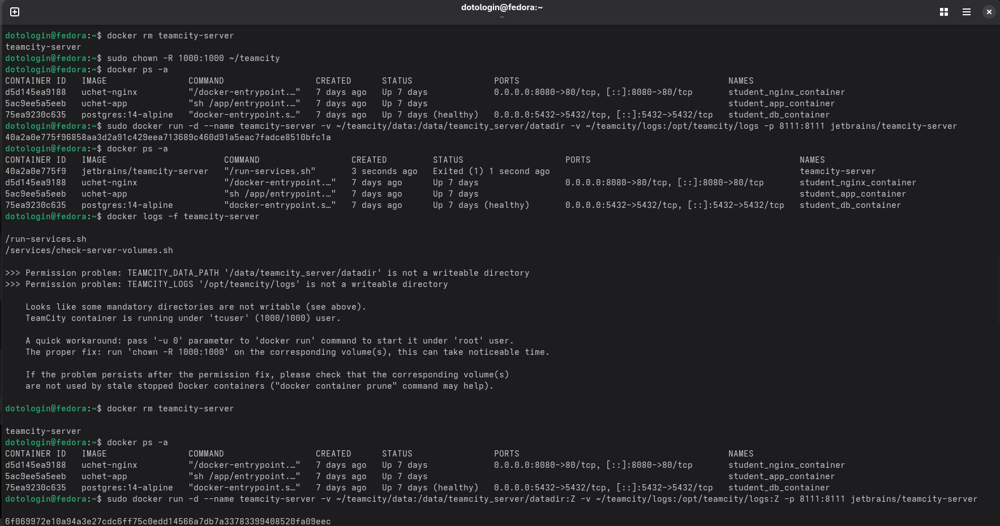 dotologin@fedora:~
~
dotologin@fedora:~$ docker rm teamcity-server
teamcity-server
dotologin@fedora:~$ sudo chown -R 1000:1000 ~/teamcity
dotologin@fedora:~$ docker ps -a
CONTAINER ID   IMAGE                COMMAND                  CREATED      STATUS                PORTS                                         NAMES
d5d145ea9188   uchet-nginx          "/docker-entrypoint.…"   7 days ago   Up 7 days             0.0.0.0:8080->80/tcp, [::]:8080->80/tcp       student_nginx_container
5ac9ee5a5eeb   uchet-app            "sh /app/entrypoint.…"   7 days ago   Up 7 days                                                           student_app_container
75ea9230c635   postgres:14-alpine   "docker-entrypoint.s…"   7 days ago   Up 7 days (healthy)   0.0.0.0:5432->5432/tcp, [::]:5432->5432/tcp   student_db_container
dotologin@fedora:~$ sudo docker run -d --name teamcity-server -v ~/teamcity/data:/data/teamcity_server/datadir -v ~/teamcity/logs:/opt/teamcity/logs -p 8111:8111 jetbrains/teamcity-server
40a2a0e775f96858aa3d2a91c429eea713689c460d91a5eac7fadce8510bfc1a
dotologin@fedora:~$ docker ps -a
CONTAINER ID   IMAGE                       COMMAND                  CREATED         STATUS                    PORTS                                         NAMES
40a2a0e775f9   jetbrains/teamcity-server   "/run-services.sh"       3 seconds ago   Exited (1) 1 second ago                                                 teamcity-server
d5d145ea9188   uchet-nginx                 "/docker-entrypoint.…"   7 days ago      Up 7 days                 0.0.0.0:8080->80/tcp, [::]:8080->80/tcp       student_nginx_container
5ac9ee5a5eeb   uchet-app                   "sh /app/entrypoint.…"   7 days ago      Up 7 days                                                               student_app_container
75ea9230c635   postgres:14-alpine          "docker-entrypoint.s…"   7 days ago      Up 7 days (healthy)       0.0.0.0:5432->5432/tcp, [::]:5432->5432/tcp   student_db_container
dotologin@fedora:~$ docker logs -f teamcity-server
/run-services.sh
/services/check-server-volumes.sh
>>> Permission problem: TEAMCITY_DATA_PATH '/data/teamcity_server/datadir' is not a writeable directory
>>> Permission problem: TEAMCITY_LOGS '/opt/teamcity/logs' is not a writeable directory
Looks like some mandatory directories are not writable (see above).
TeamCity container is running under 'tcuser' (1000/1000) user.
A quick workaround: pass '-u 0' parameter to 'docker run' command to start it under 'root' user.
The proper fix: run 'chown -R 1000:1000' on the corresponding volume(s), this can take noticeable time.
If the problem persists after the permission fix, please check that the corresponding volume(s)
are not used by stale stopped Docker containers ("docker container prune" command may help).
dotologin@fedora:~$ docker rm teamcity-server
teamcity-server
dotologin@fedora:~$ docker ps -a
CONTAINER ID   IMAGE                COMMAND                  CREATED      STATUS                PORTS                                         NAMES
d5d145ea9188   uchet-nginx          "/docker-entrypoint.…"   7 days ago   Up 7 days             0.0.0.0:8080->80/tcp, [::]:8080->80/tcp       student_nginx_container
5ac9ee5a5eeb   uchet-app            "sh /app/entrypoint.…"   7 days ago   Up 7 days                                                           student_app_container
75ea9230c635   postgres:14-alpine   "docker-entrypoint.s…"   7 days ago   Up 7 days (healthy)   0.0.0.0:5432->5432/tcp, [::]:5432->5432/tcp   student_db_container
dotologin@fedora:~$ sudo docker run -d --name teamcity-server -v ~/teamcity/data:/data/teamcity_server/datadir:Z -v ~/teamcity/logs:/opt/teamcity/logs:Z -p 8111:8111 jetbrains/teamcity-server
6f069972e10a94a3e27cdc6ff75c0edd14566a7db7a33783399408520fa09eec